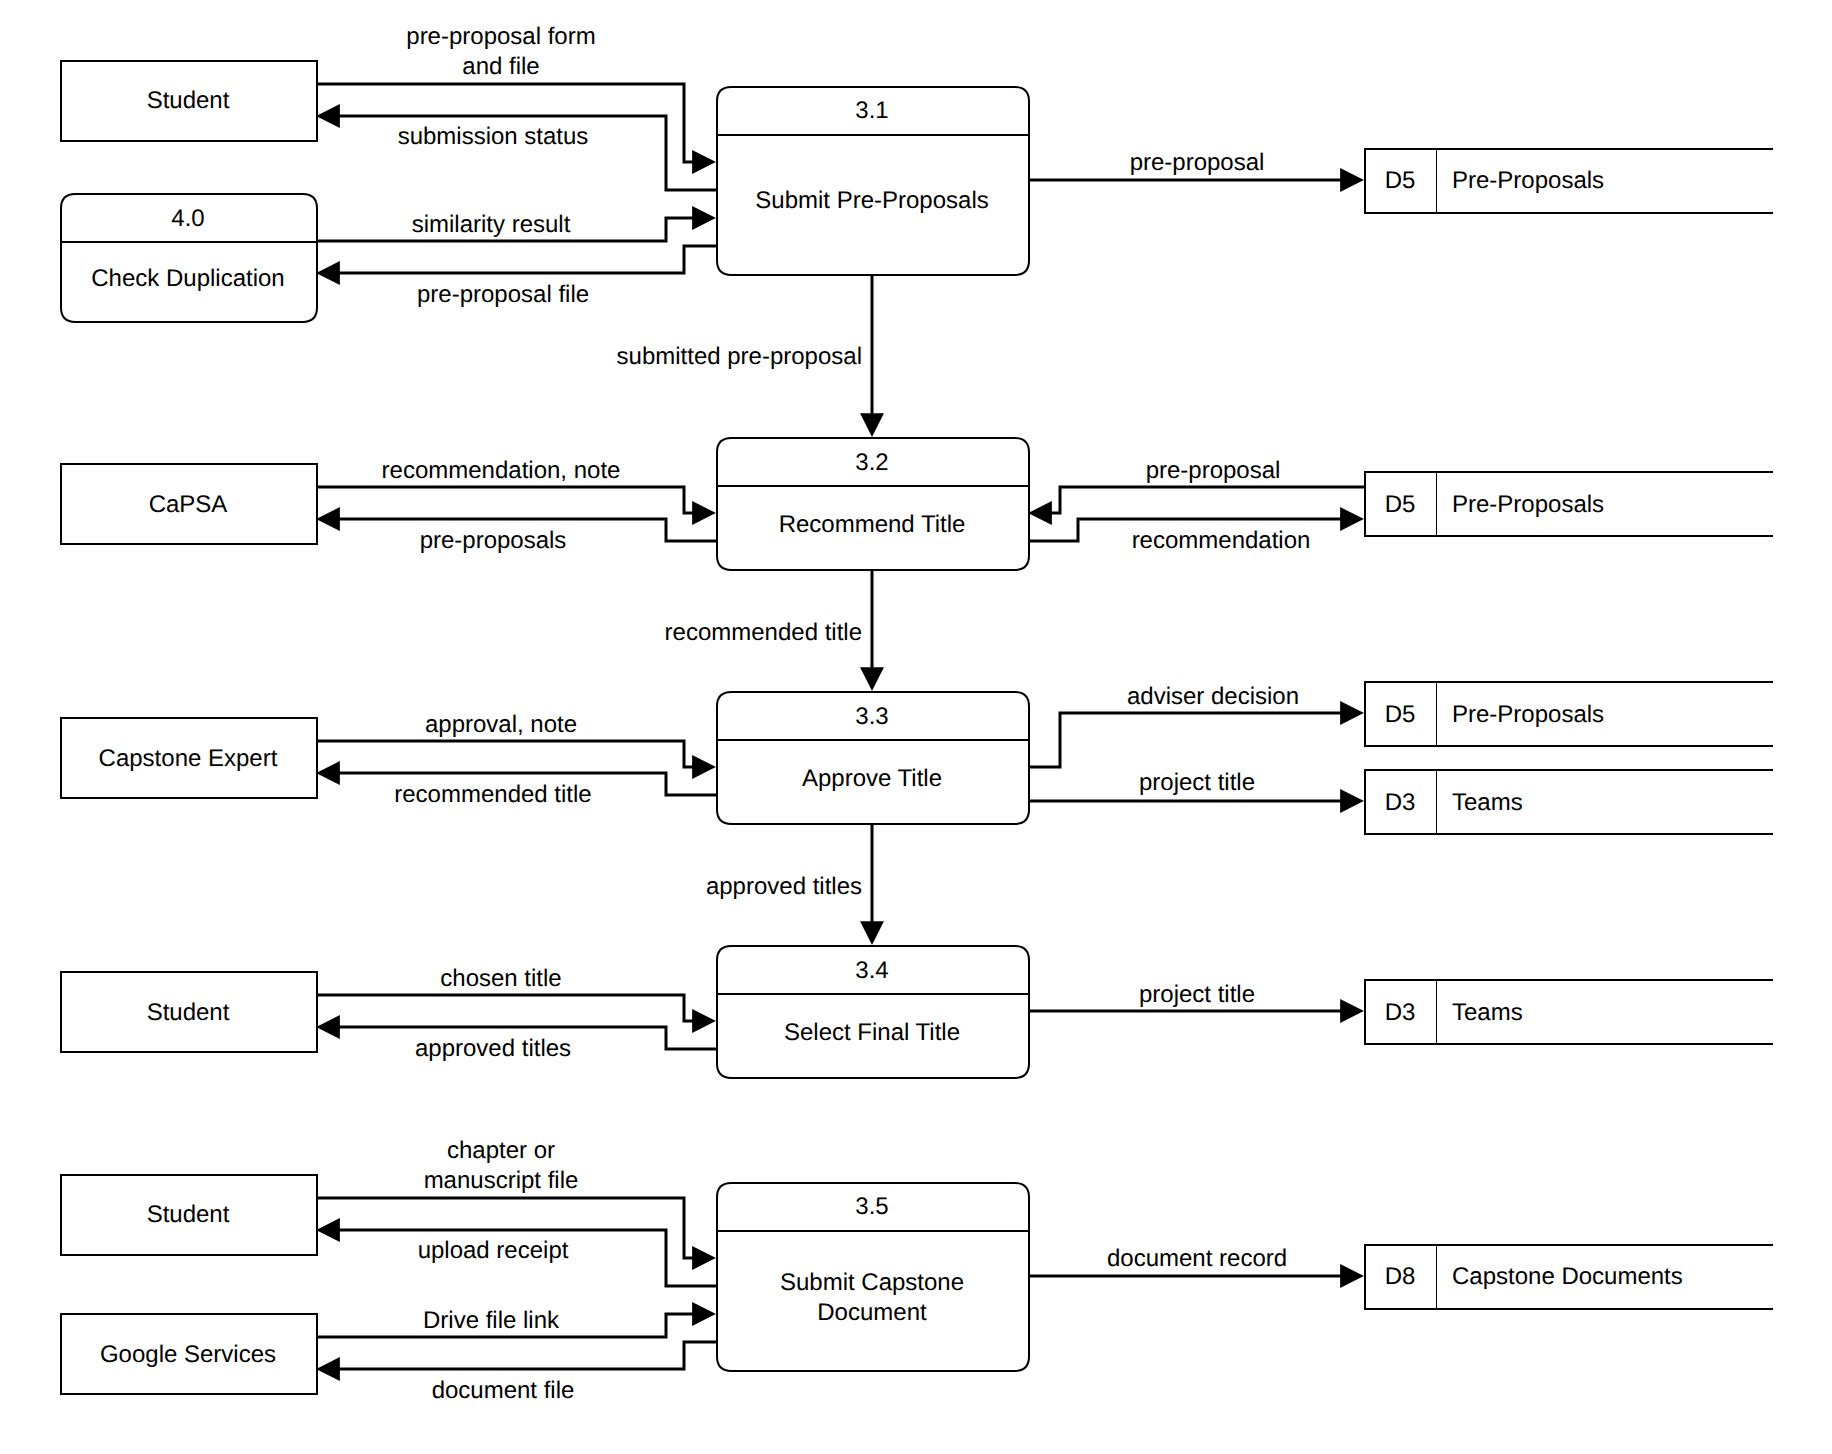 pre-proposal form
and file
Student
submission status
3.1
Submit Pre-Proposals
pre-proposal
D5
Pre-Proposals
4.0
Check Duplication
similarity result
pre-proposal file
submitted pre-proposal
CaPSA
recommendation, note
pre-proposals
3.2
Recommend Title
pre-proposal
recommendation
D5
Pre-Proposals
recommended title
Capstone Expert
approval, note
recommended title
3.3
Approve Title
adviser decision
D5
Pre-Proposals
project title
D3
Teams
approved titles
Student
chosen title
approved titles
3.4
Select Final Title
project title
D3
Teams
chapter or
manuscript file
Student
upload receipt
3.5
Submit Capstone
Document
document record
D8
Capstone Documents
Google Services
Drive file link
document file